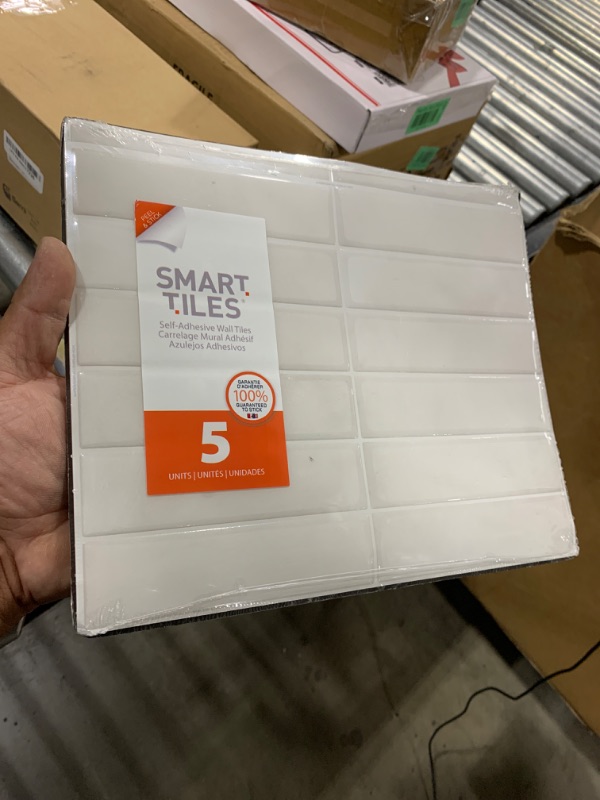 FRAGILE
PEEL
& STICK
SMART
TILES®
Self-Adhesive Wall Tiles
Carrelage Mural Adhésif
Azulejos Adhesivos
GARANTIE
D'ADHÉRER
100%
GUARANTEED
TO STICK
5
UNITS | UNITÉS | UNIDADES